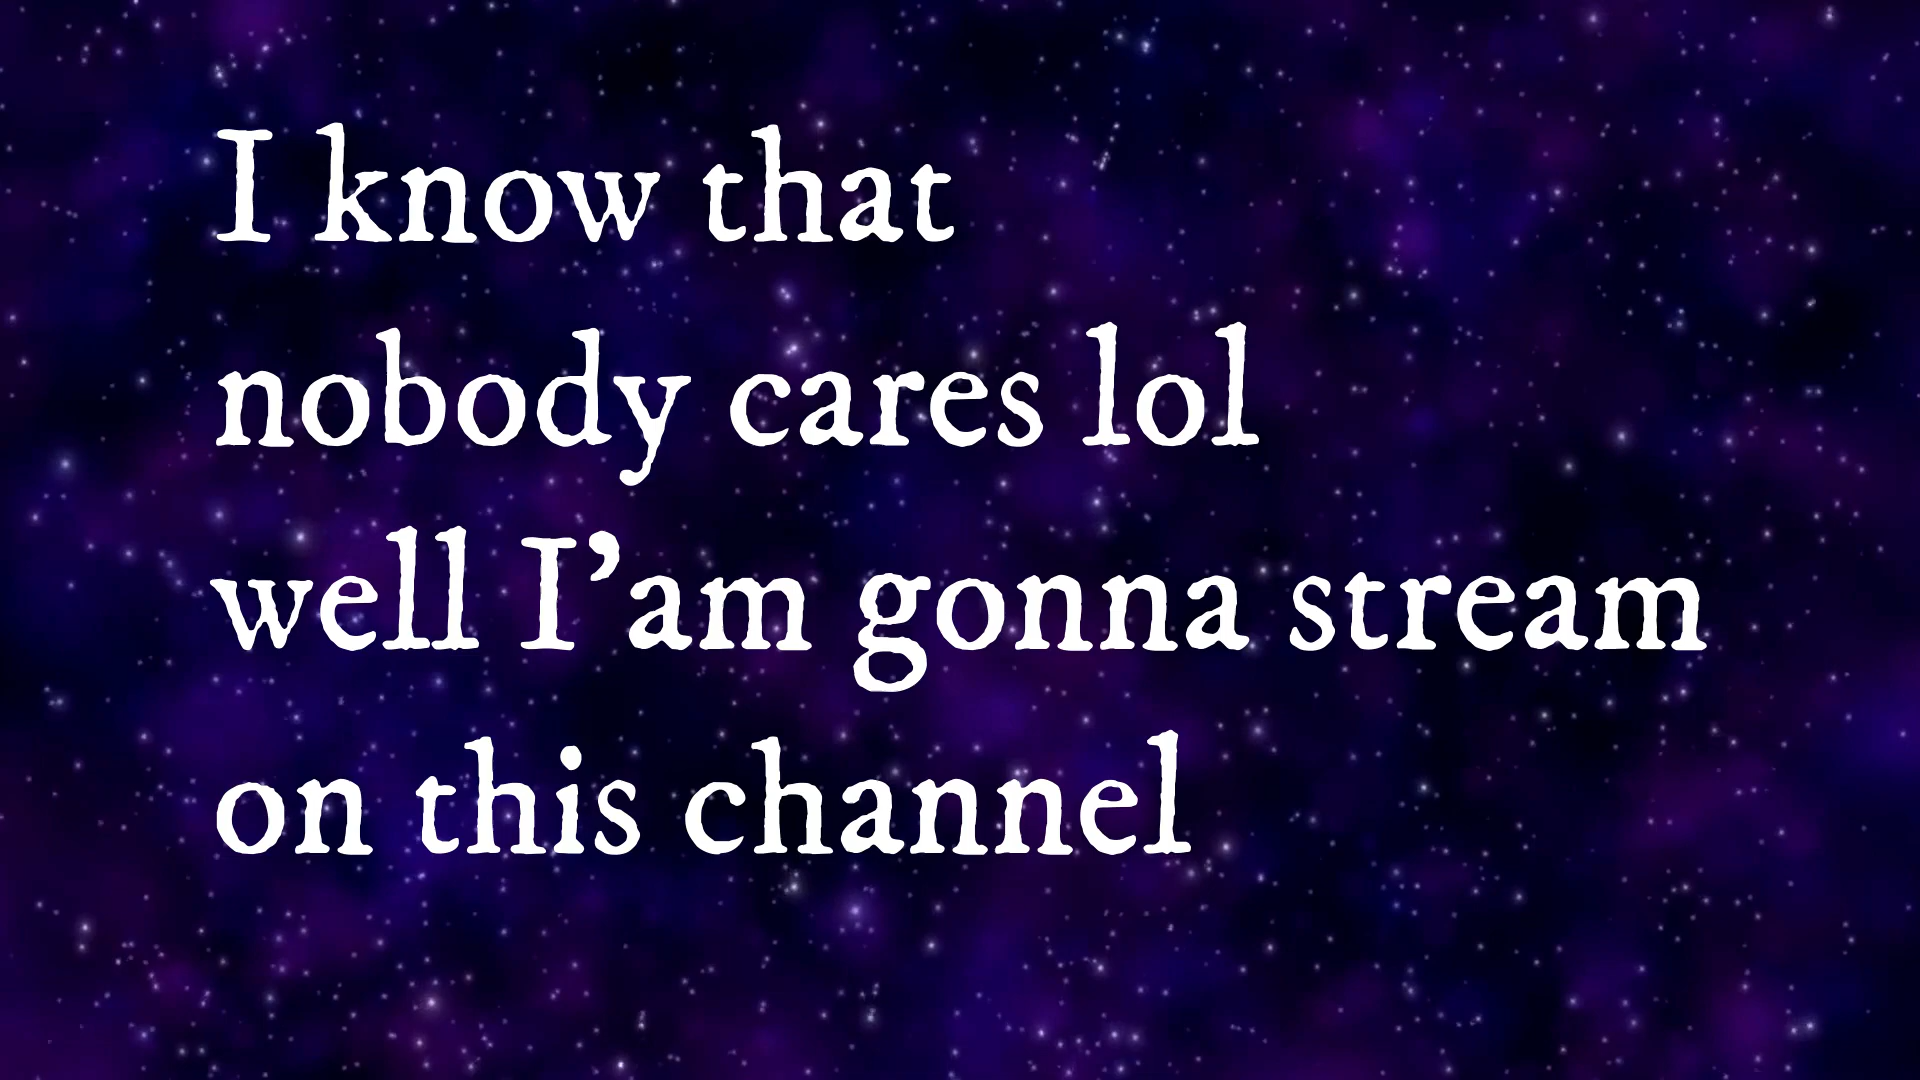 I know that
nobody cares lol
well I’am gonna stream
on this channel